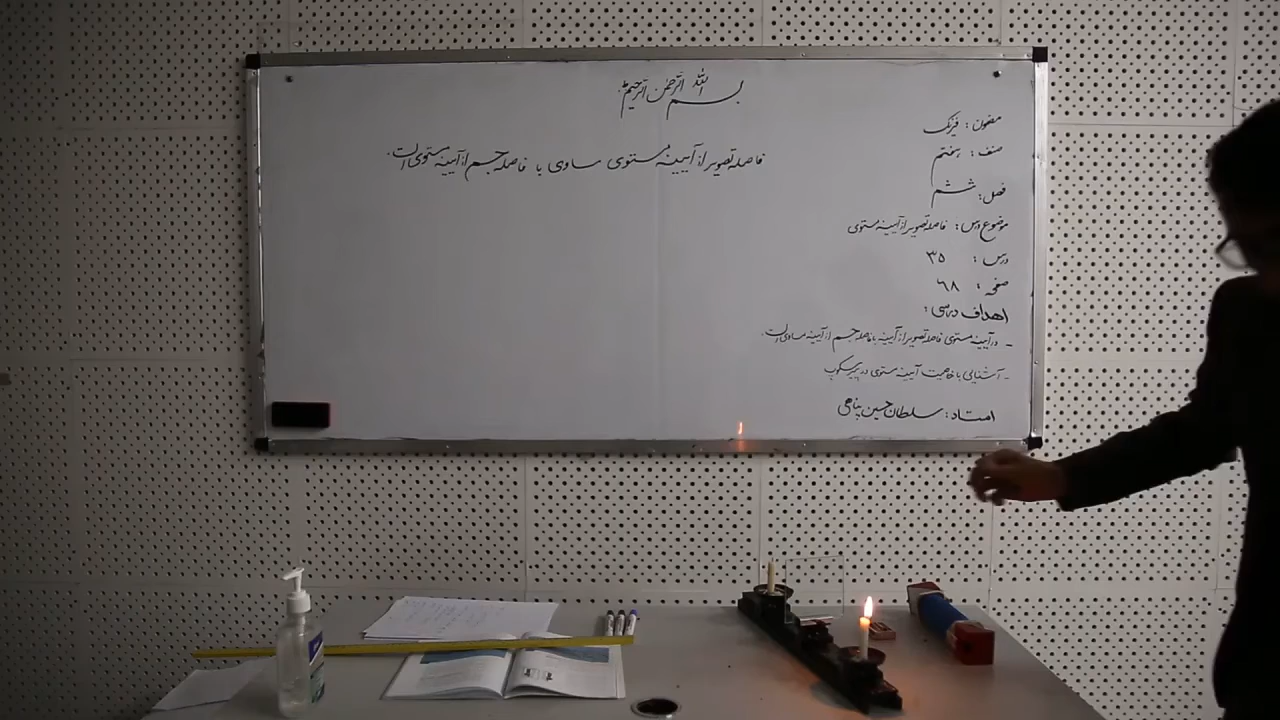 بسم الله الرحمن الرحیم
فاصله تصویر از آیینه مستوی مساوی با فاصله جسم از آیینه مستوی است.
مضمون: فزیک
صنف: هفتم
فصل: ششم
موضوع درس: فاصله تصویر از آیینه مستوی
درس: ۳۵
صفحه: ۶۸
اهداف درسی:
- در آیینه مستوی فاصله تصویر از آیینه با فاصله جسم از آیینه مساوی است.
- آشنایی با خاصیت آیینه مستوی در پیرسکوپ
استاد: سلطان حسین پناهی